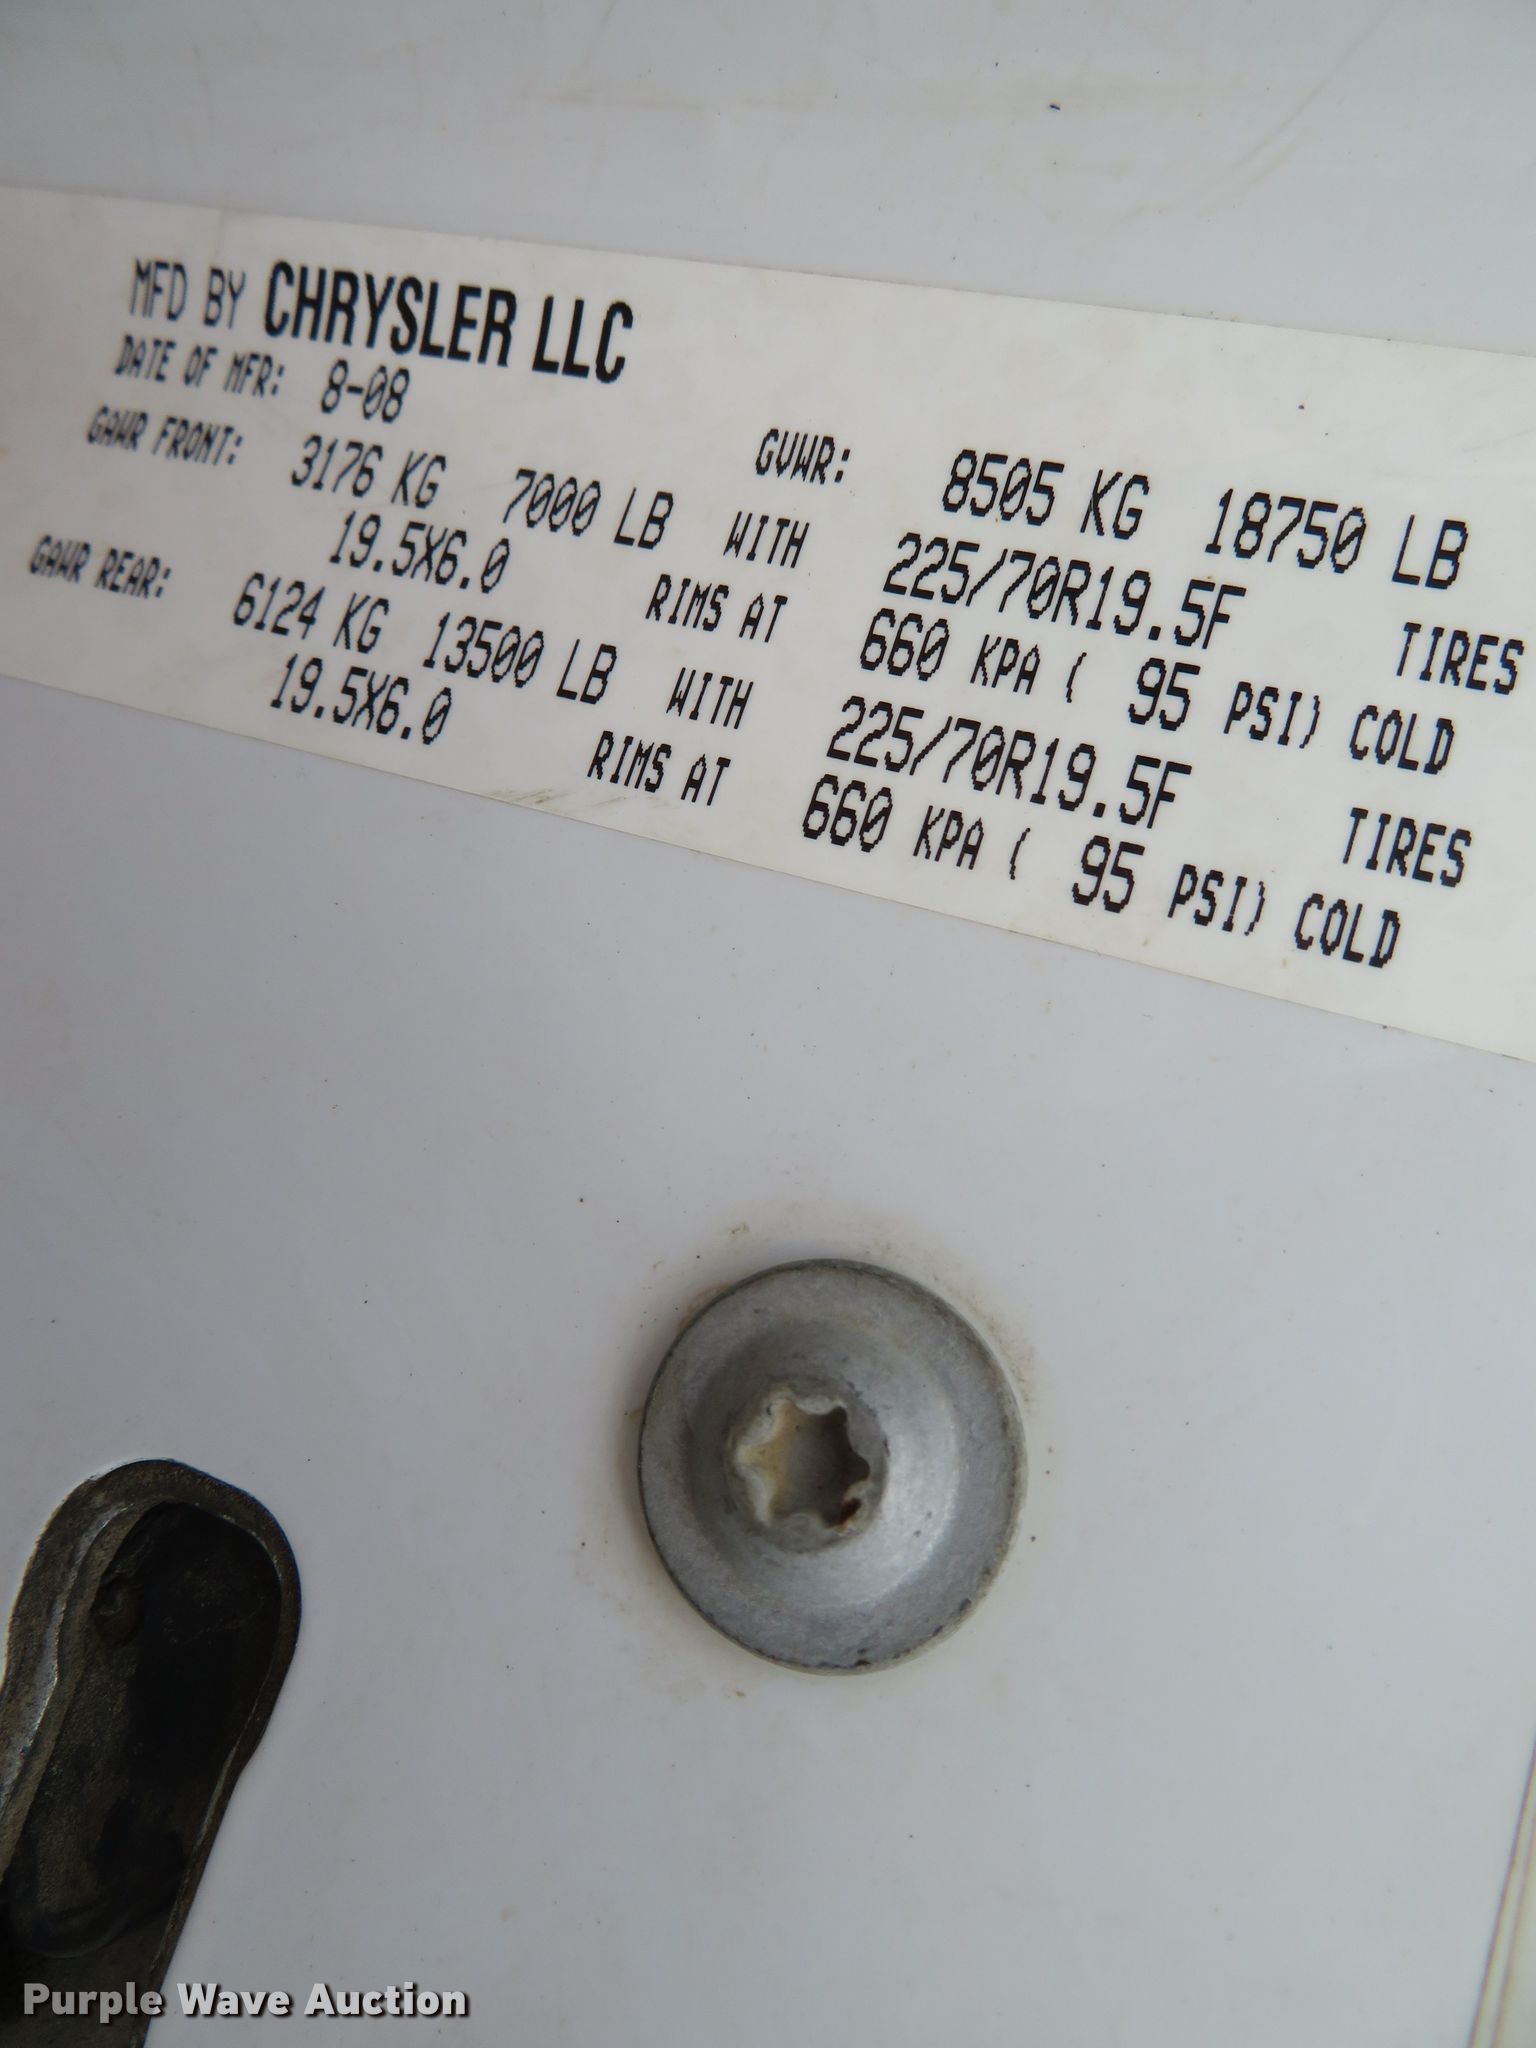 MFD BY CHRYSLER LLC
DATE OF MFR: 8-08 GVWR: 8505 KG 18750 LB
GAWR FRONT: 3176 KG 7000 LB WITH 225/70R19.5F TIRES
19.5X6.0 RIMS AT 660 KPA ( 95 PSI) COLD
GAWR REAR: 6124 KG 13500 LB WITH 225/70R19.5F TIRES
19.5X6.0 RIMS AT 660 KPA ( 95 PSI) COLD
Purple Wave Auction